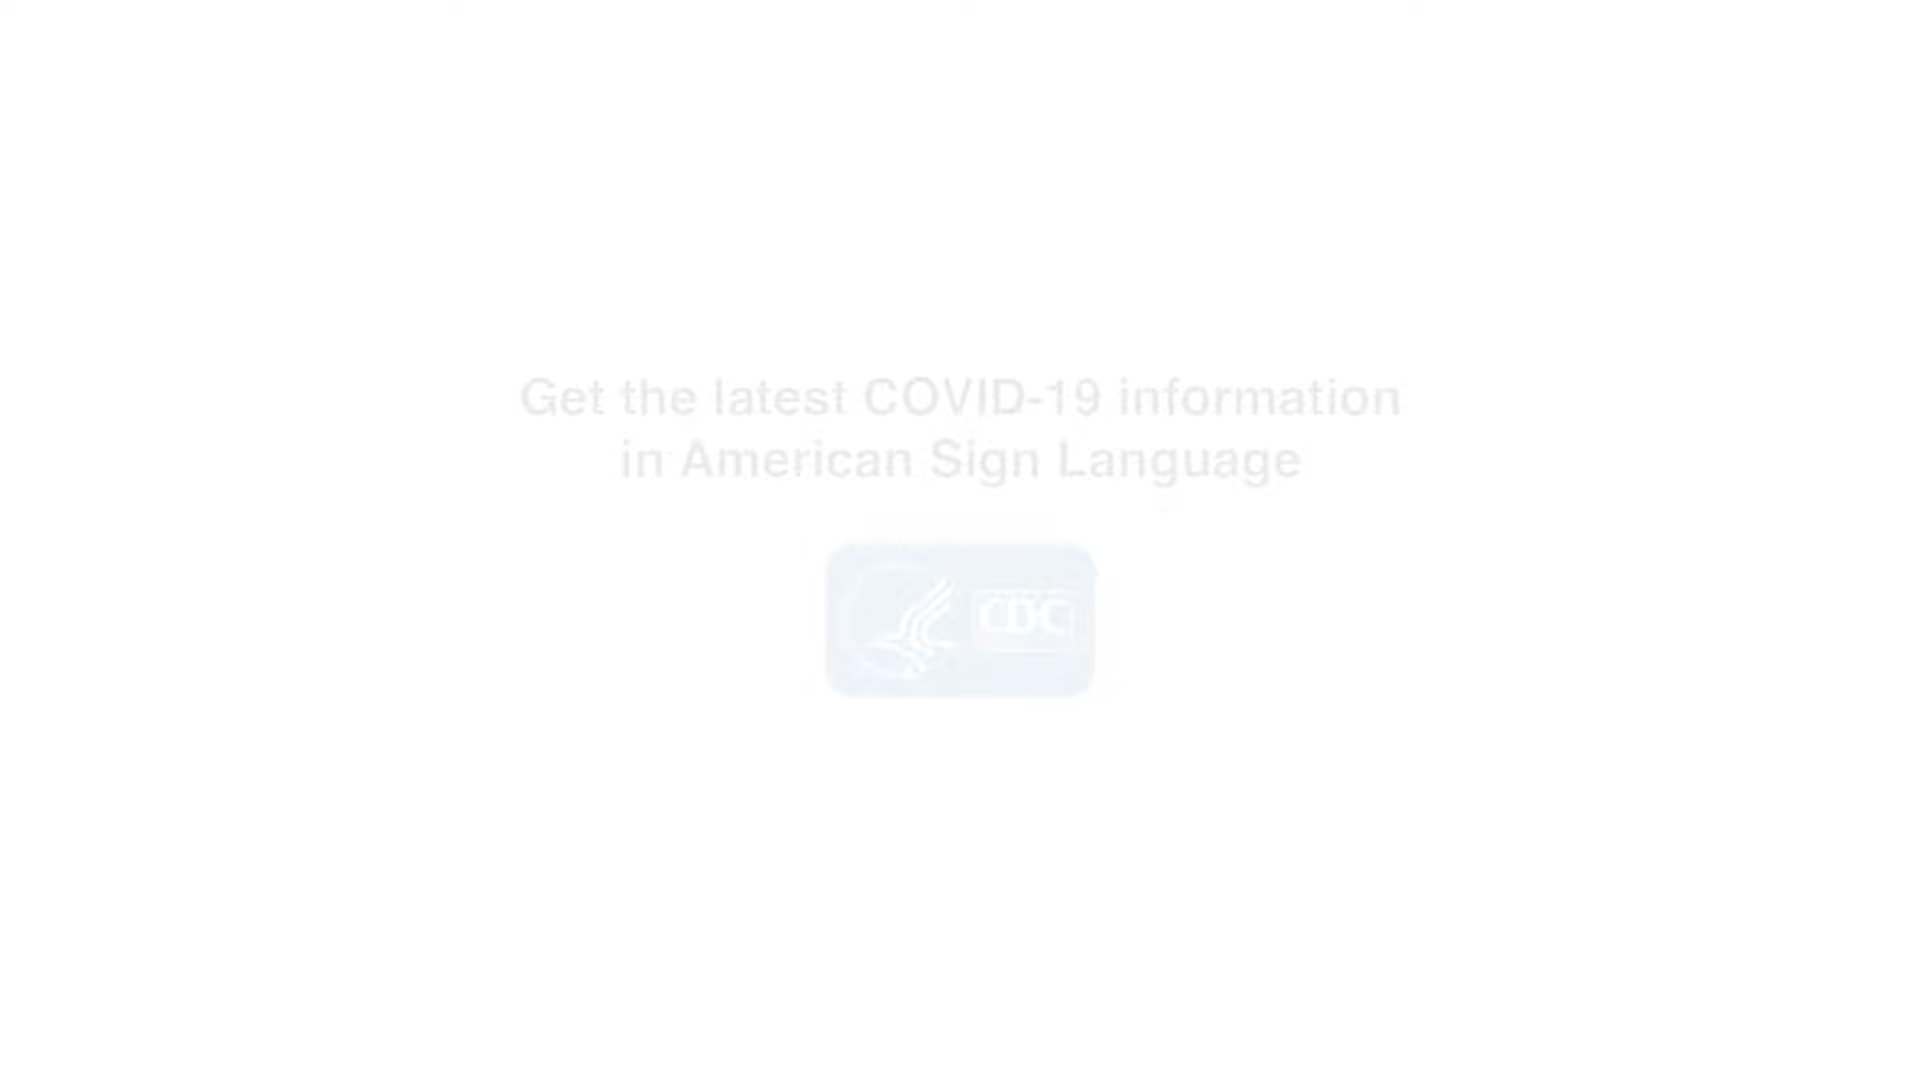 Get the latest COVID-19 information
in American Sign Language
CDC